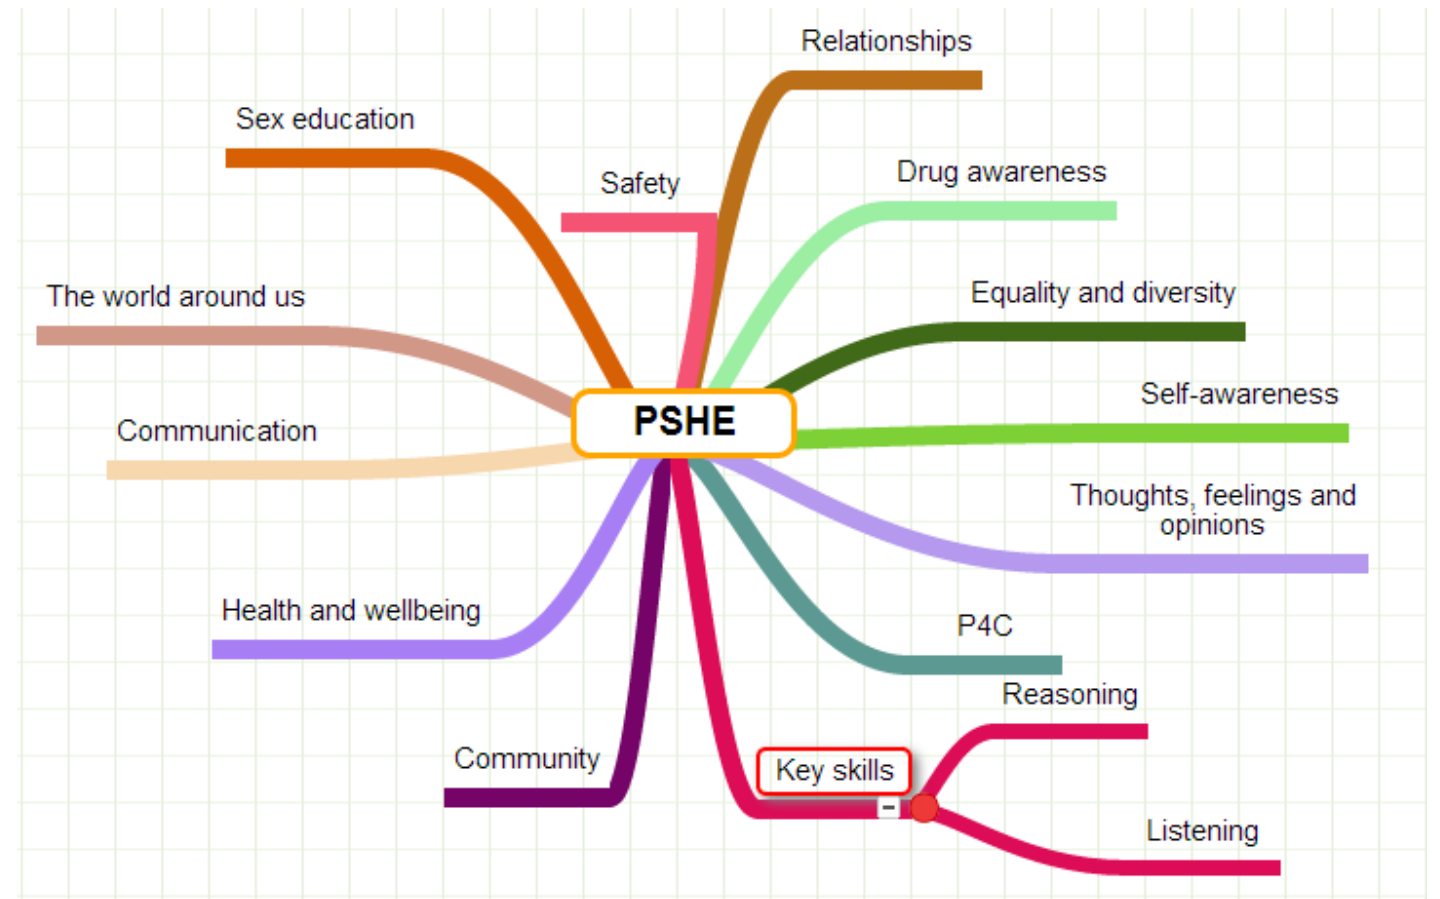 Relationships
Sex education
Drug awareness
Safety
Equality and diversity
The world around us
Self-awareness
PSHE
Communication
Thoughts, feelings and
opinions
Health and wellbeing
P4C
Reasoning
Community
Key skills
Listening